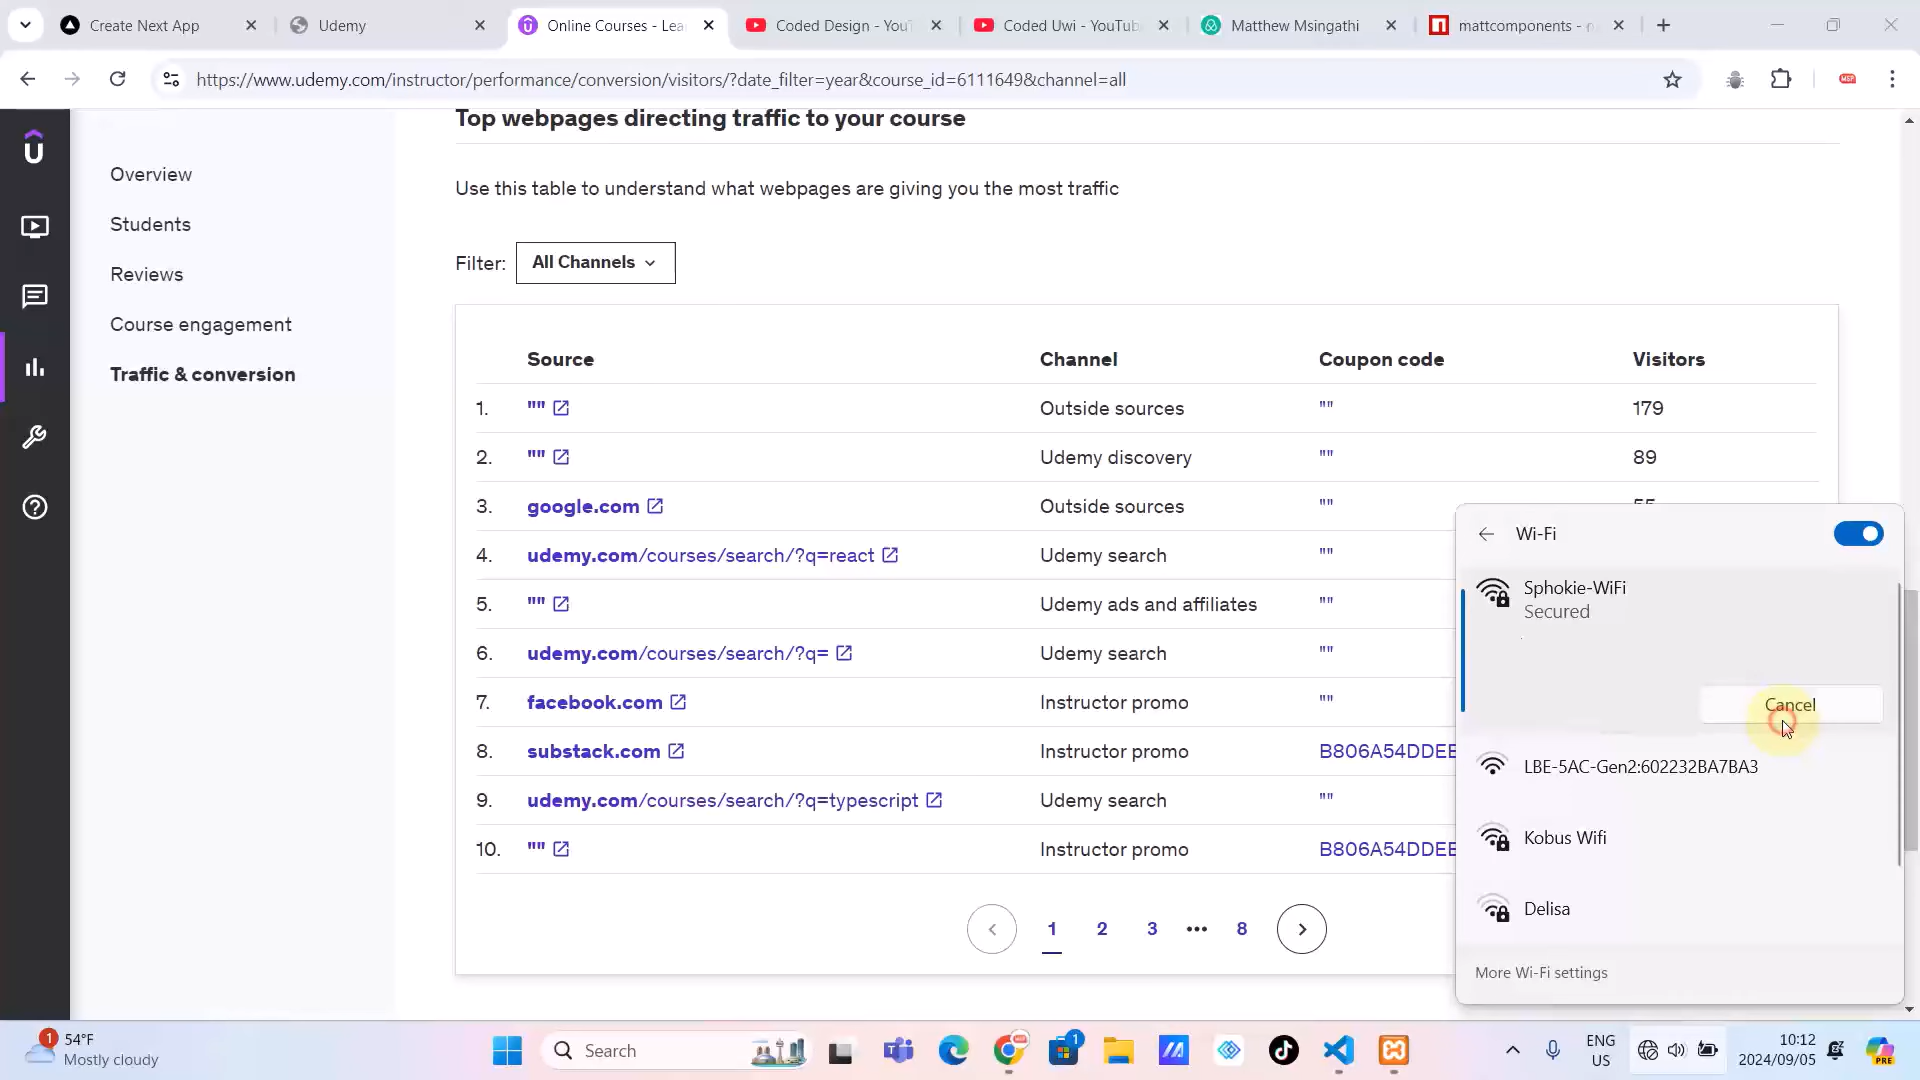 Create Next App
Udemy
Online Courses - Lea
Coded Design - YouT
Coded Uwi - YouTub
Matthew Msingathi
mattcomponents - n
https://www.udemy.com/instructor/performance/conversion/visitors/?date_filter=year&course_id=6111649&channel=all
Overview
Students
Reviews
Course engagement
Traffic & conversion
Top webpages directing traffic to your course
Use this table to understand what webpages are giving you the most traffic
Filter: All Channels
Source Channel Coupon code Visitors
1. "" Outside sources "" 179
2. "" Udemy discovery "" 89
3. google.com Outside sources ""
4. udemy.com/courses/search/?q=react Udemy search ""
5. "" Udemy ads and affiliates ""
6. udemy.com/courses/search/?q= Udemy search ""
7. facebook.com Instructor promo ""
8. substack.com Instructor promo B806A54DDEE
9. udemy.com/courses/search/?q=typescript Udemy search ""
10. "" Instructor promo B806A54DDEE
1 2 3 ••• 8
Wi-Fi
Sphokie-WiFi
Secured
Cancel
LBE-5AC-Gen2:602232BA7BA3
Kobus Wifi
Delisa
More Wi-Fi settings
1
54°F
Mostly cloudy
Search
1
ENG
US
10:12
2024/09/05
PRE